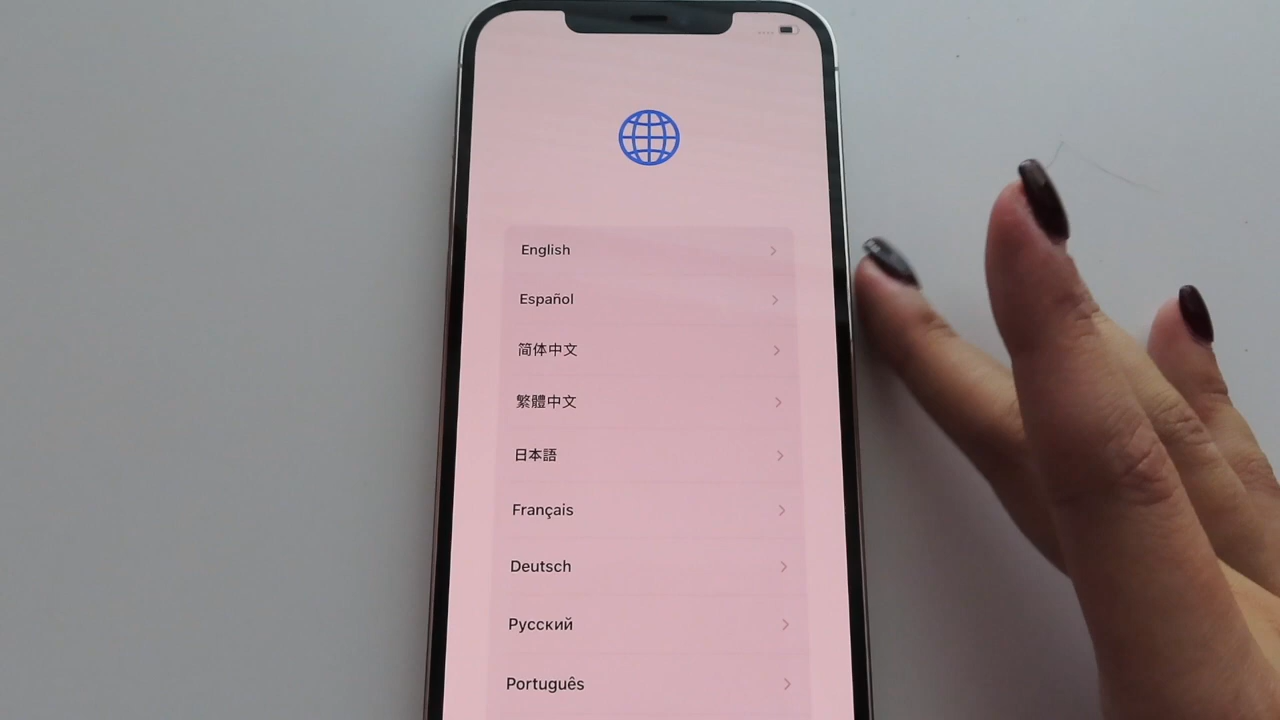 English
Español
简体中文
繁體中文
日本語
Français
Deutsch
Русский
Português